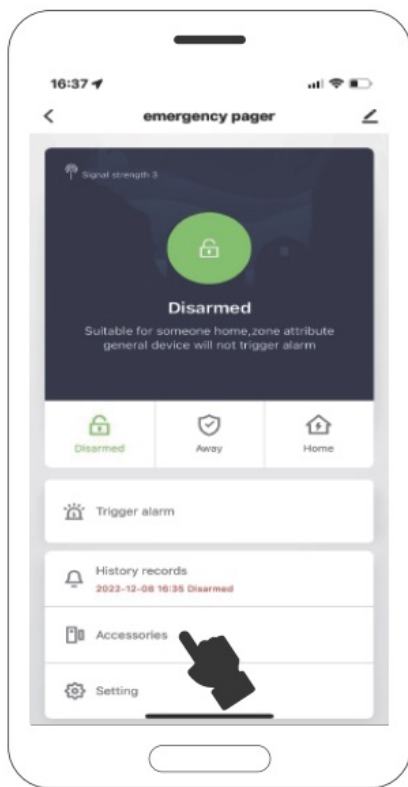 16:37
emergency pager
Signal strength 3
Disarmed
Suitable for someone home,zone attribute
general device will not trigger alarm
Disarmed
Away
Home
Trigger alarm
History records
2022-12-08 16:35 Disarmed
Accessories
Setting